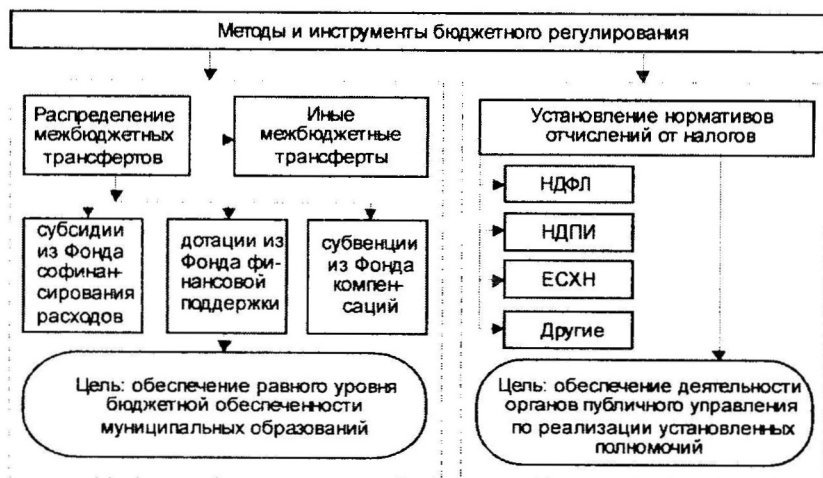 Методы и инструменты бюджетного регулирования
Распределение
межбюджетных
трансфертов
Иные
межбюджетные
трансферты
субсидии
из Фонда
софинан-
сирования
расходов
дотации из
Фонда фи-
нансовой
поддержки
субвенции
из Фонда
компен-
саций
Цель: обеспечение равного уровня
бюджетной обеспеченности
муниципальных образований
Установление нормативов
отчислений от налогов
НДФЛ
НДПИ
ЕСХН
Другие
Цель: обеспечение деятельности
органов публичного управления
по реализации установленных
полномочий